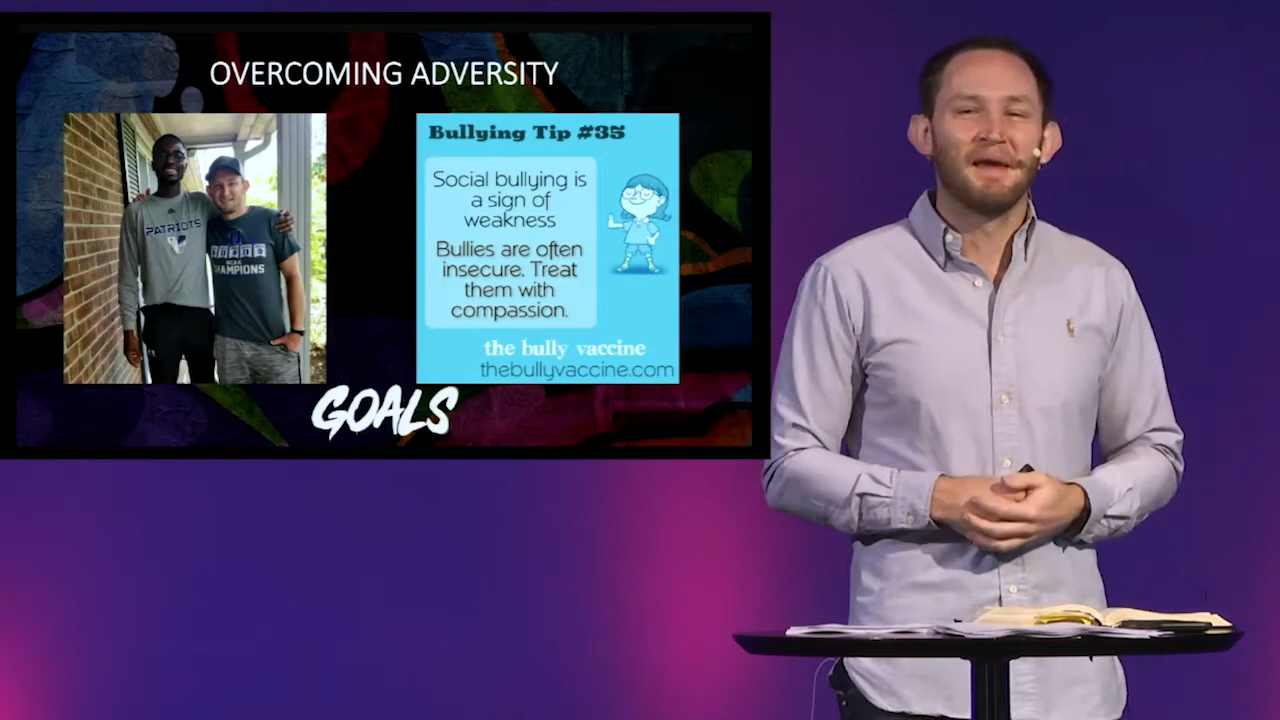 OVERCOMING ADVERSITY
PATRIOTS
CHAMPIONS
Bullying Tip #35
Social bullying is
a sign of
weakness
Bullies are often
insecure. Treat
them with
compassion.
the bully vaccine
thebullyvaccine.com
GOALS